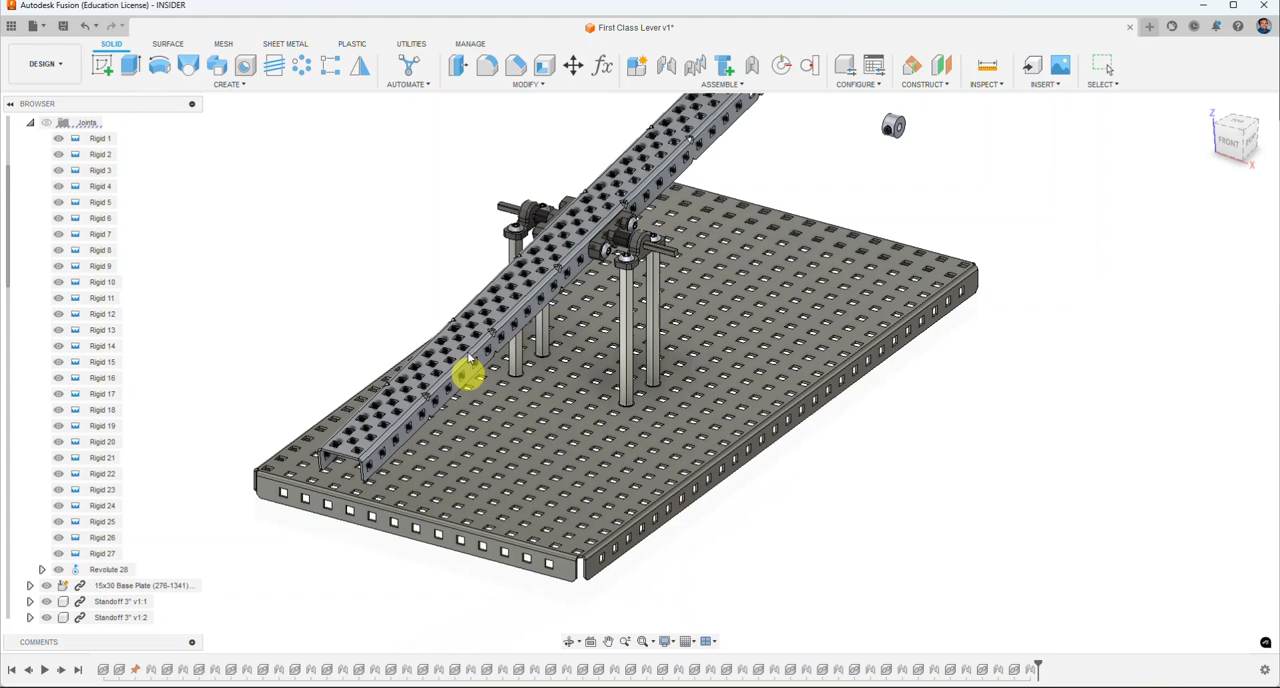 Autodesk Fusion (Education License) - INSIDER
First Class Lever v1*
SOLID SURFACE MESH SHEET METAL PLASTIC UTILITIES MANAGE
DESIGN
CREATE AUTOMATE MODIFY ASSEMBLE CONFIGURE CONSTRUCT INSPECT INSERT SELECT
BROWSER
Joints
Rigid 1
Rigid 2
Rigid 3
Rigid 4
Rigid 5
Rigid 6
Rigid 7
Rigid 8
Rigid 9
Rigid 10
Rigid 11
Rigid 12
Rigid 13
Rigid 14
Rigid 15
Rigid 16
Rigid 17
Rigid 18
Rigid 19
Rigid 20
Rigid 21
Rigid 22
Rigid 23
Rigid 24
Rigid 25
Rigid 26
Rigid 27
Revolute 28
15x30 Base Plate (276-1341)...
Standoff 3" v1:1
Standoff 3" v1:2
COMMENTS
Z
FRONT
X